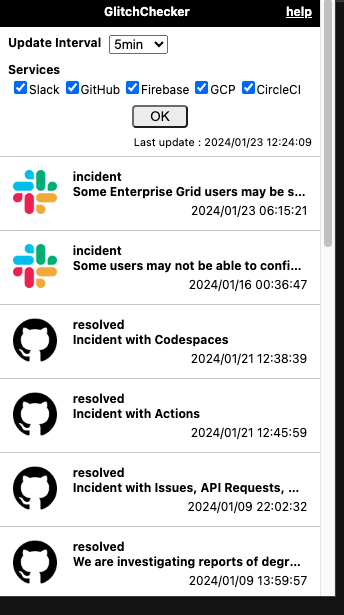 GlitchChecker help
Update Interval 5min
Services
Slack GitHub Firebase GCP CircleCI
OK
Last update : 2024/01/23 12:24:09
incident
Some Enterprise Grid users may be s...
2024/01/23 06:15:21
incident
Some users may not be able to confi...
2024/01/16 00:36:47
resolved
Incident with Codespaces
2024/01/21 12:38:39
resolved
Incident with Actions
2024/01/21 12:45:59
resolved
Incident with Issues, API Requests, ...
2024/01/09 22:02:32
resolved
We are investigating reports of degr...
2024/01/09 13:59:57